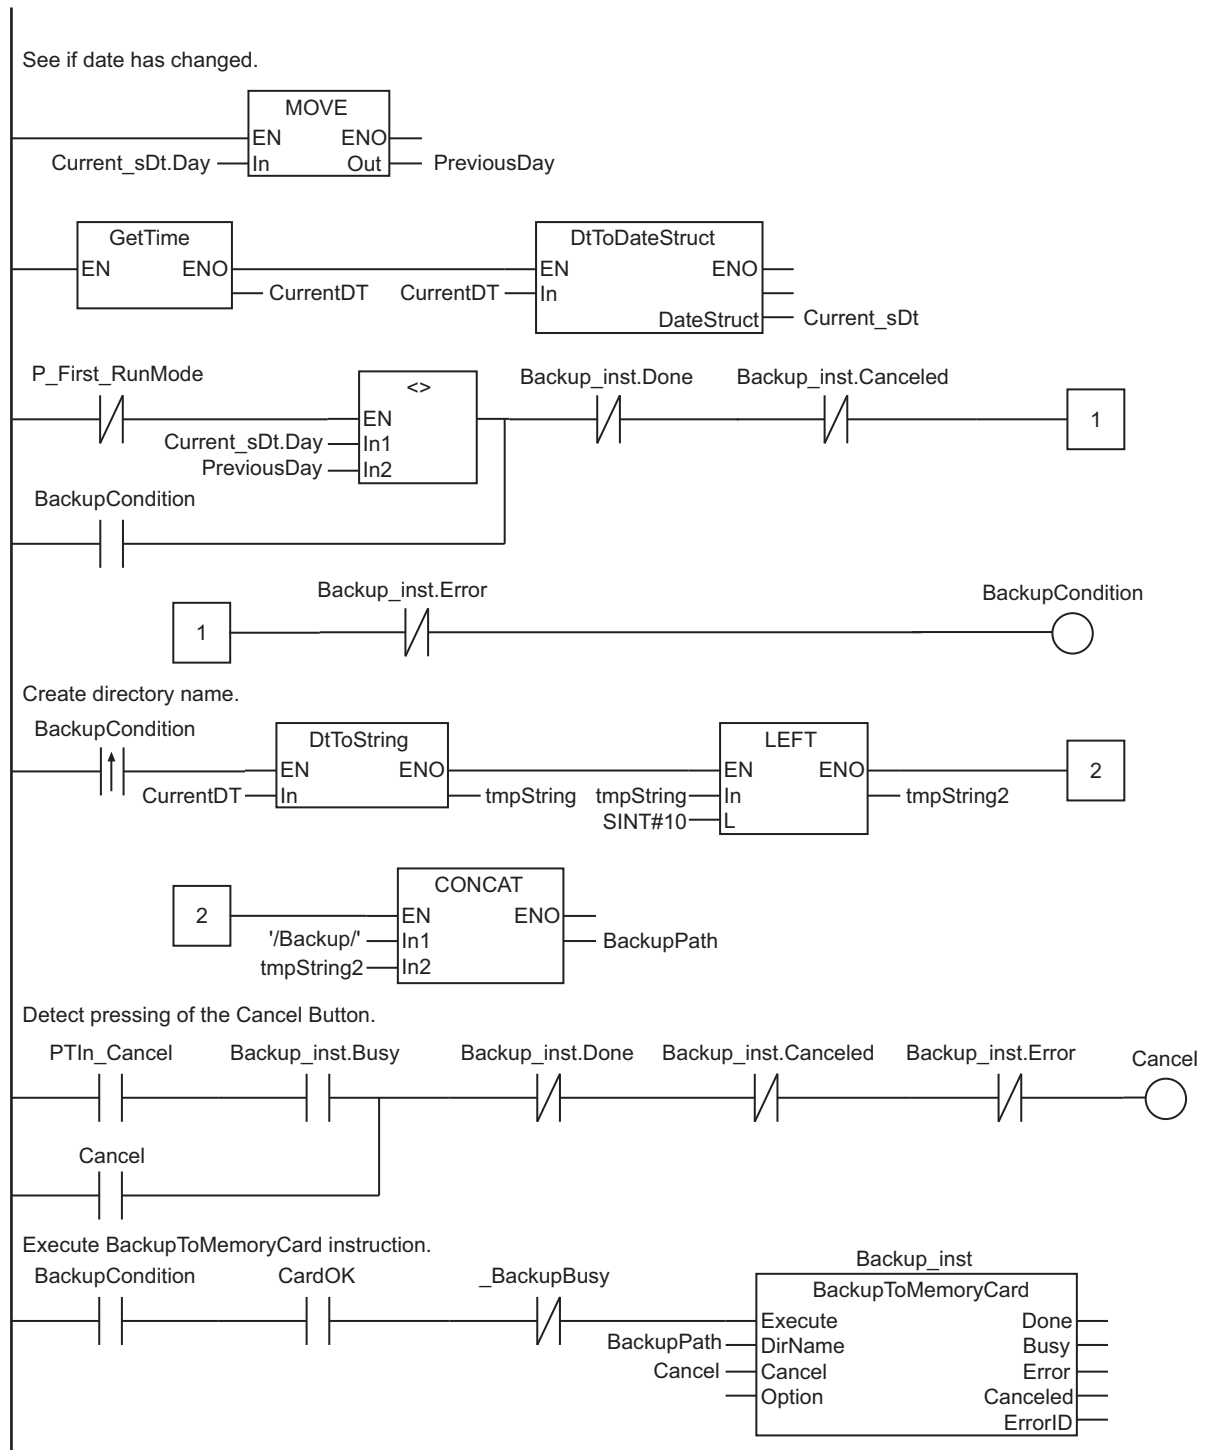 See if date has changed.
MOVE
EN ENO
Current_sDt.Day In Out PreviousDay
GetTime DtToDateStruct
EN ENO EN ENO
CurrentDT CurrentDT In
DateStruct Current_sDt
P_First_RunMode <> Backup_inst.Done Backup_inst.Canceled
EN 1
Current_sDt.Day In1
PreviousDay In2
BackupCondition
Backup_inst.Error BackupCondition
1
Create directory name.
BackupCondition DtToString LEFT
EN ENO EN ENO 2
CurrentDT In tmpString tmpString In tmpString2
SINT#10 L
CONCAT
2 EN ENO
'/Backup/' In1 BackupPath
tmpString2 In2
Detect pressing of the Cancel Button.
PTIn_Cancel Backup_inst.Busy Backup_inst.Done Backup_inst.Canceled Backup_inst.Error Cancel
Cancel
Execute BackupToMemoryCard instruction.
Backup_inst
BackupCondition CardOK _BackupBusy BackupToMemoryCard
Execute Done
BackupPath DirName Busy
Cancel Cancel Error
Option Canceled
ErrorID